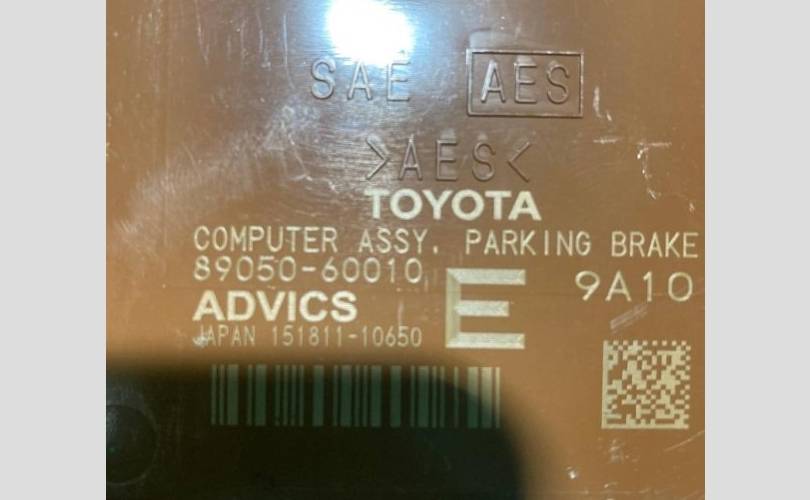 SAE AES
>AES<
TOYOTA
COMPUTER ASSY, PARKING BRAKE
89050-60010
E 9A10
ADVICS
JAPAN 151811-10650